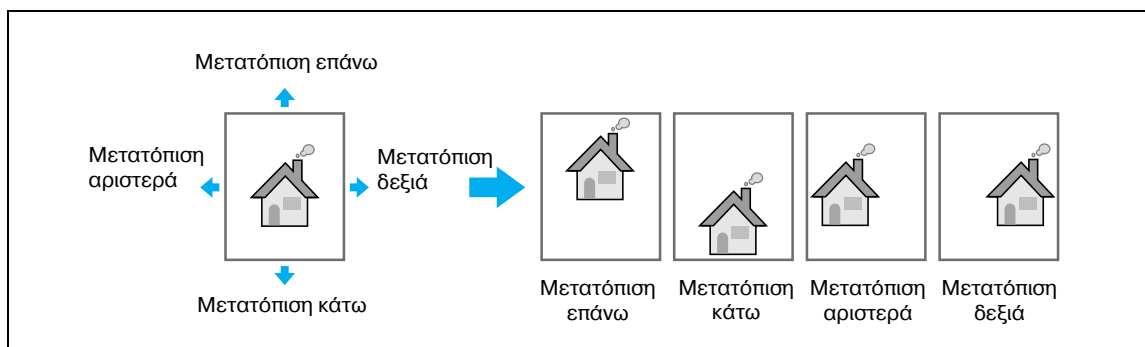 Μετατόπιση επάνω
Μετατόπιση
αριστερά
Μετατόπιση
δεξιά
Μετατόπιση κάτω
Μετατόπιση
επάνω
Μετατόπιση
κάτω
Μετατόπιση
αριστερά
Μετατόπιση
δεξιά